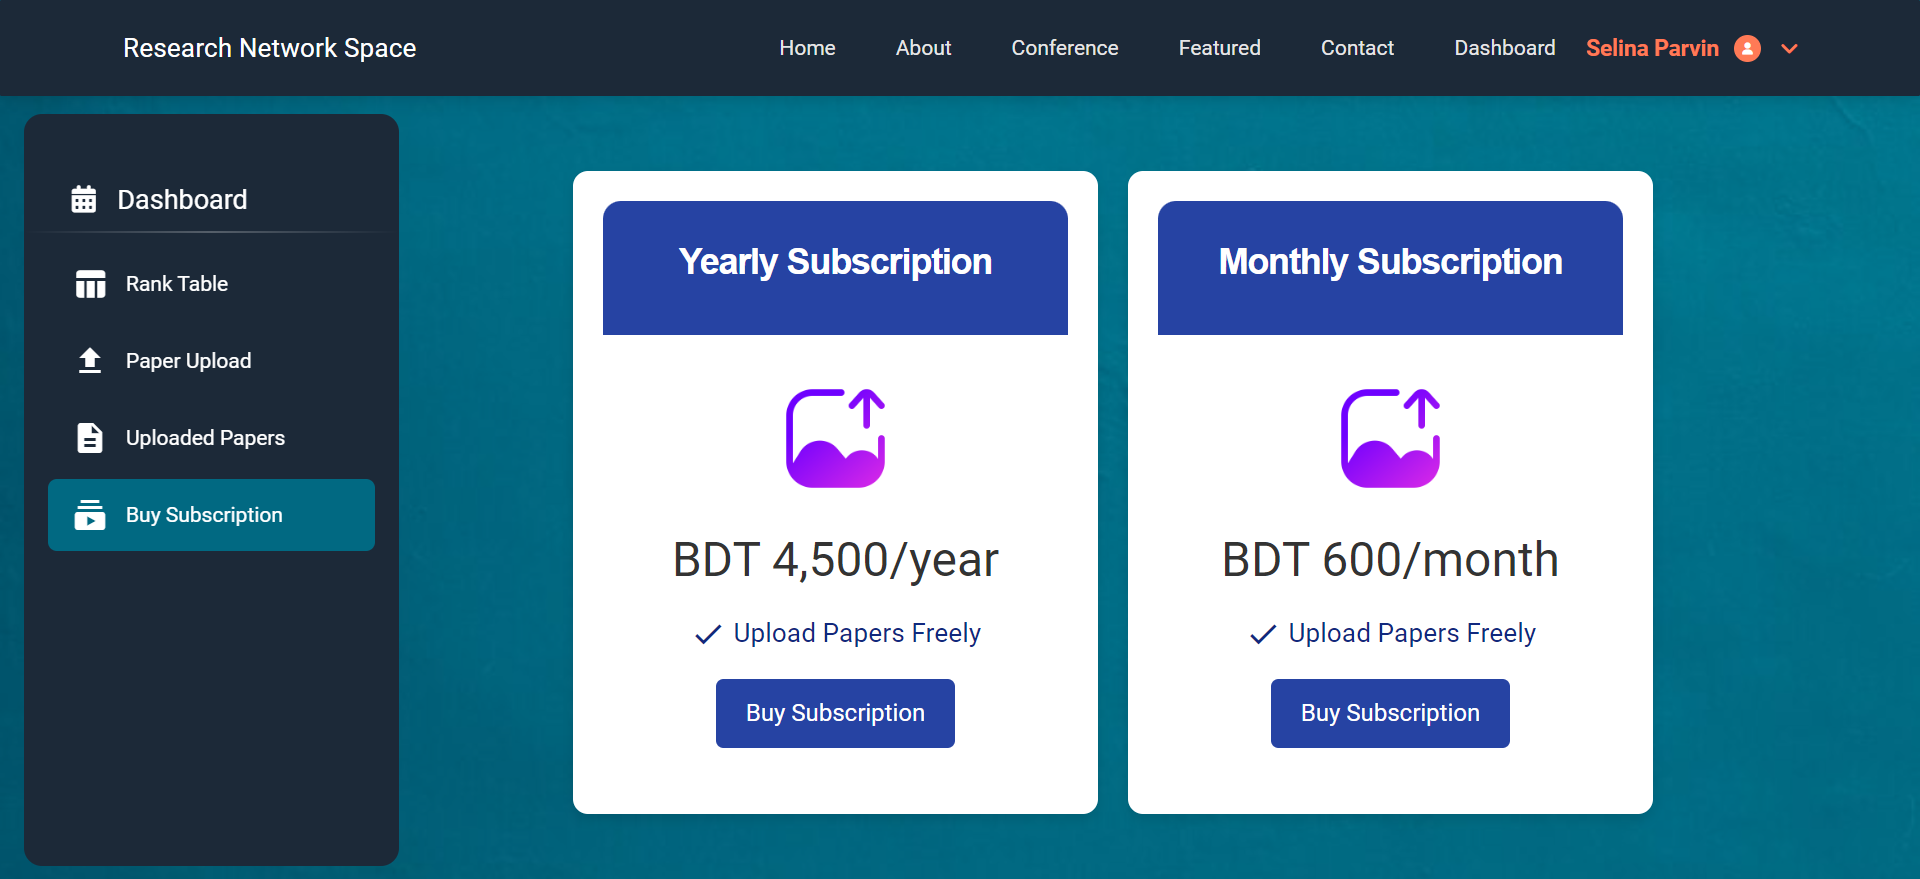 Research Network Space
Home
About
Conference
Featured
Contact
Dashboard
Selina Parvin
Dashboard
Rank Table
Paper Upload
Uploaded Papers
Buy Subscription
Yearly Subscription
BDT 4,500/year
Upload Papers Freely
Buy Subscription
Monthly Subscription
BDT 600/month
Upload Papers Freely
Buy Subscription